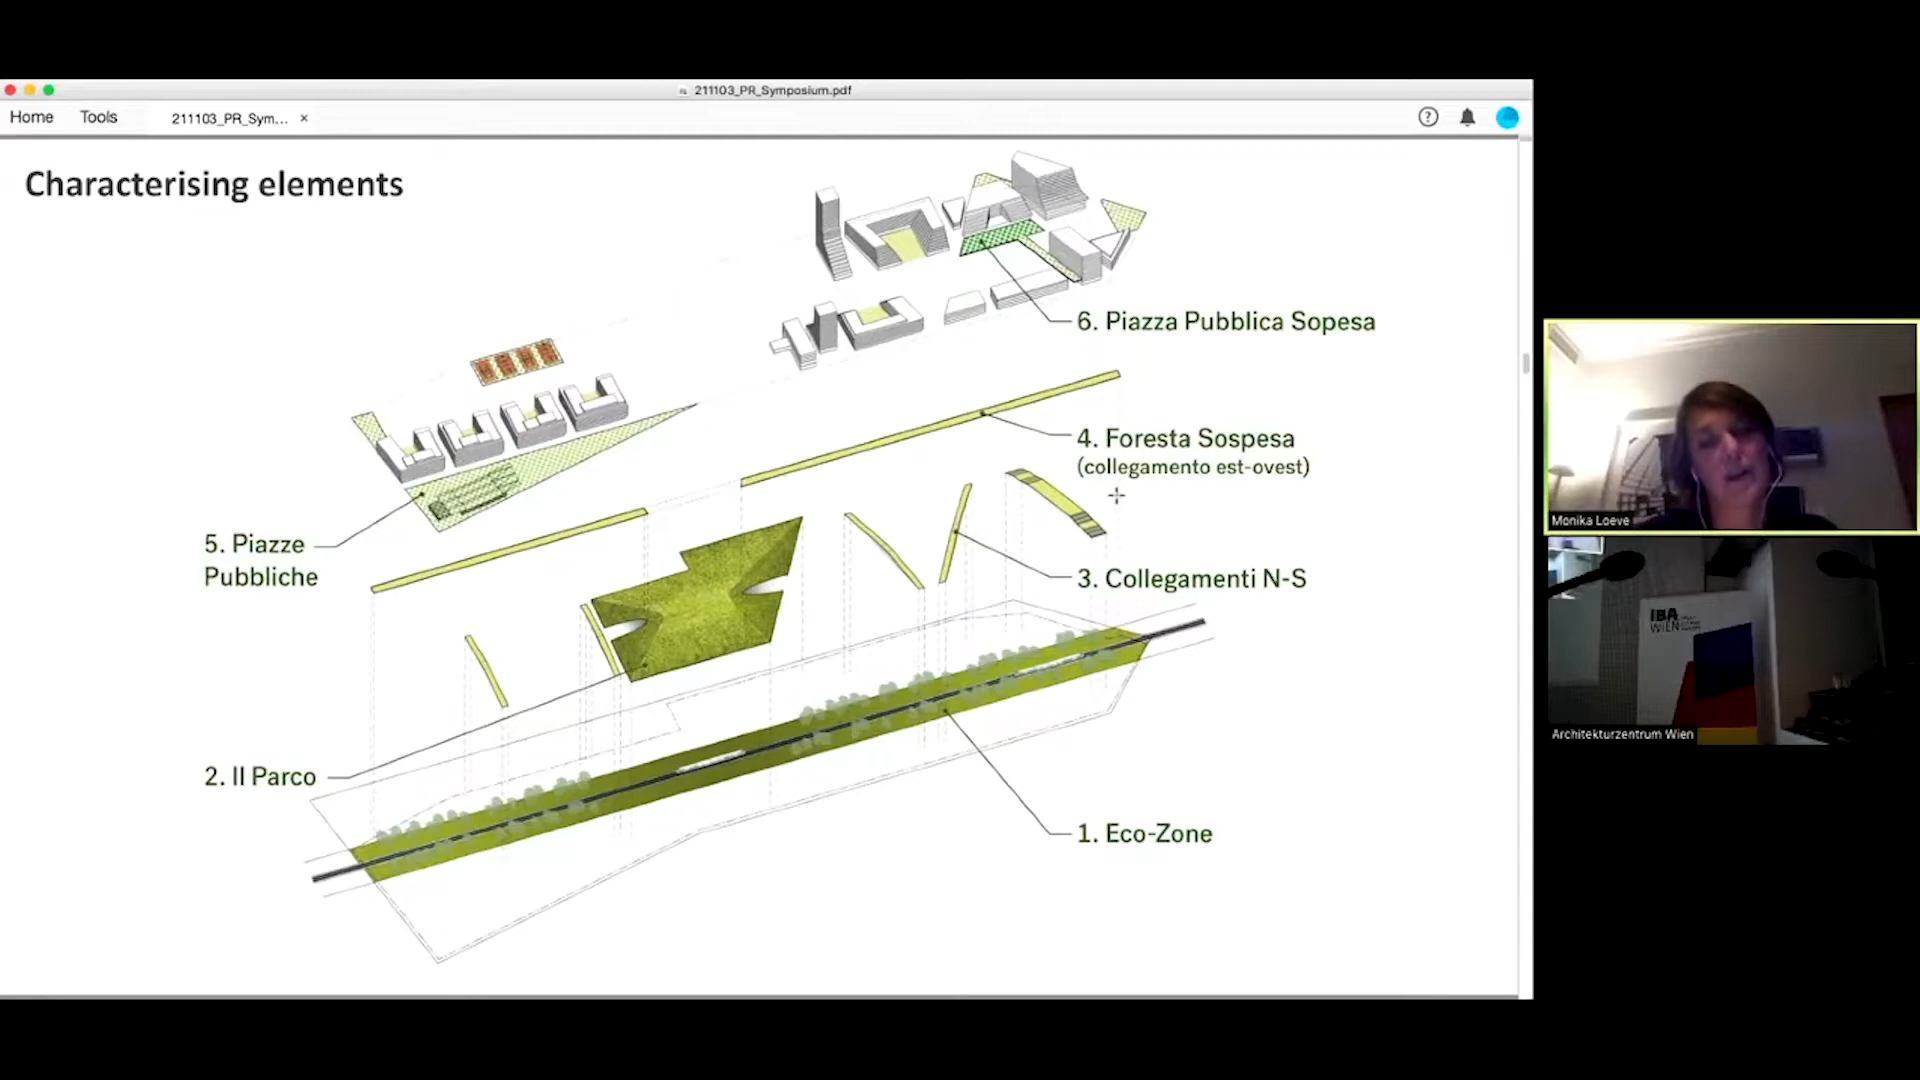 211103_PR_Symposium.pdf
Home
Tools
211103_PR_Sym... ×
?
Characterising elements
6. Piazza Pubblica Sopesa
4. Foresta Sospesa
(collegamento est-ovest)
5. Piazze
Pubbliche
3. Collegamenti N-S
2. Il Parco
1. Eco-Zone
Monika Loeve
IBA
WIEN
Architekturzentrum Wien